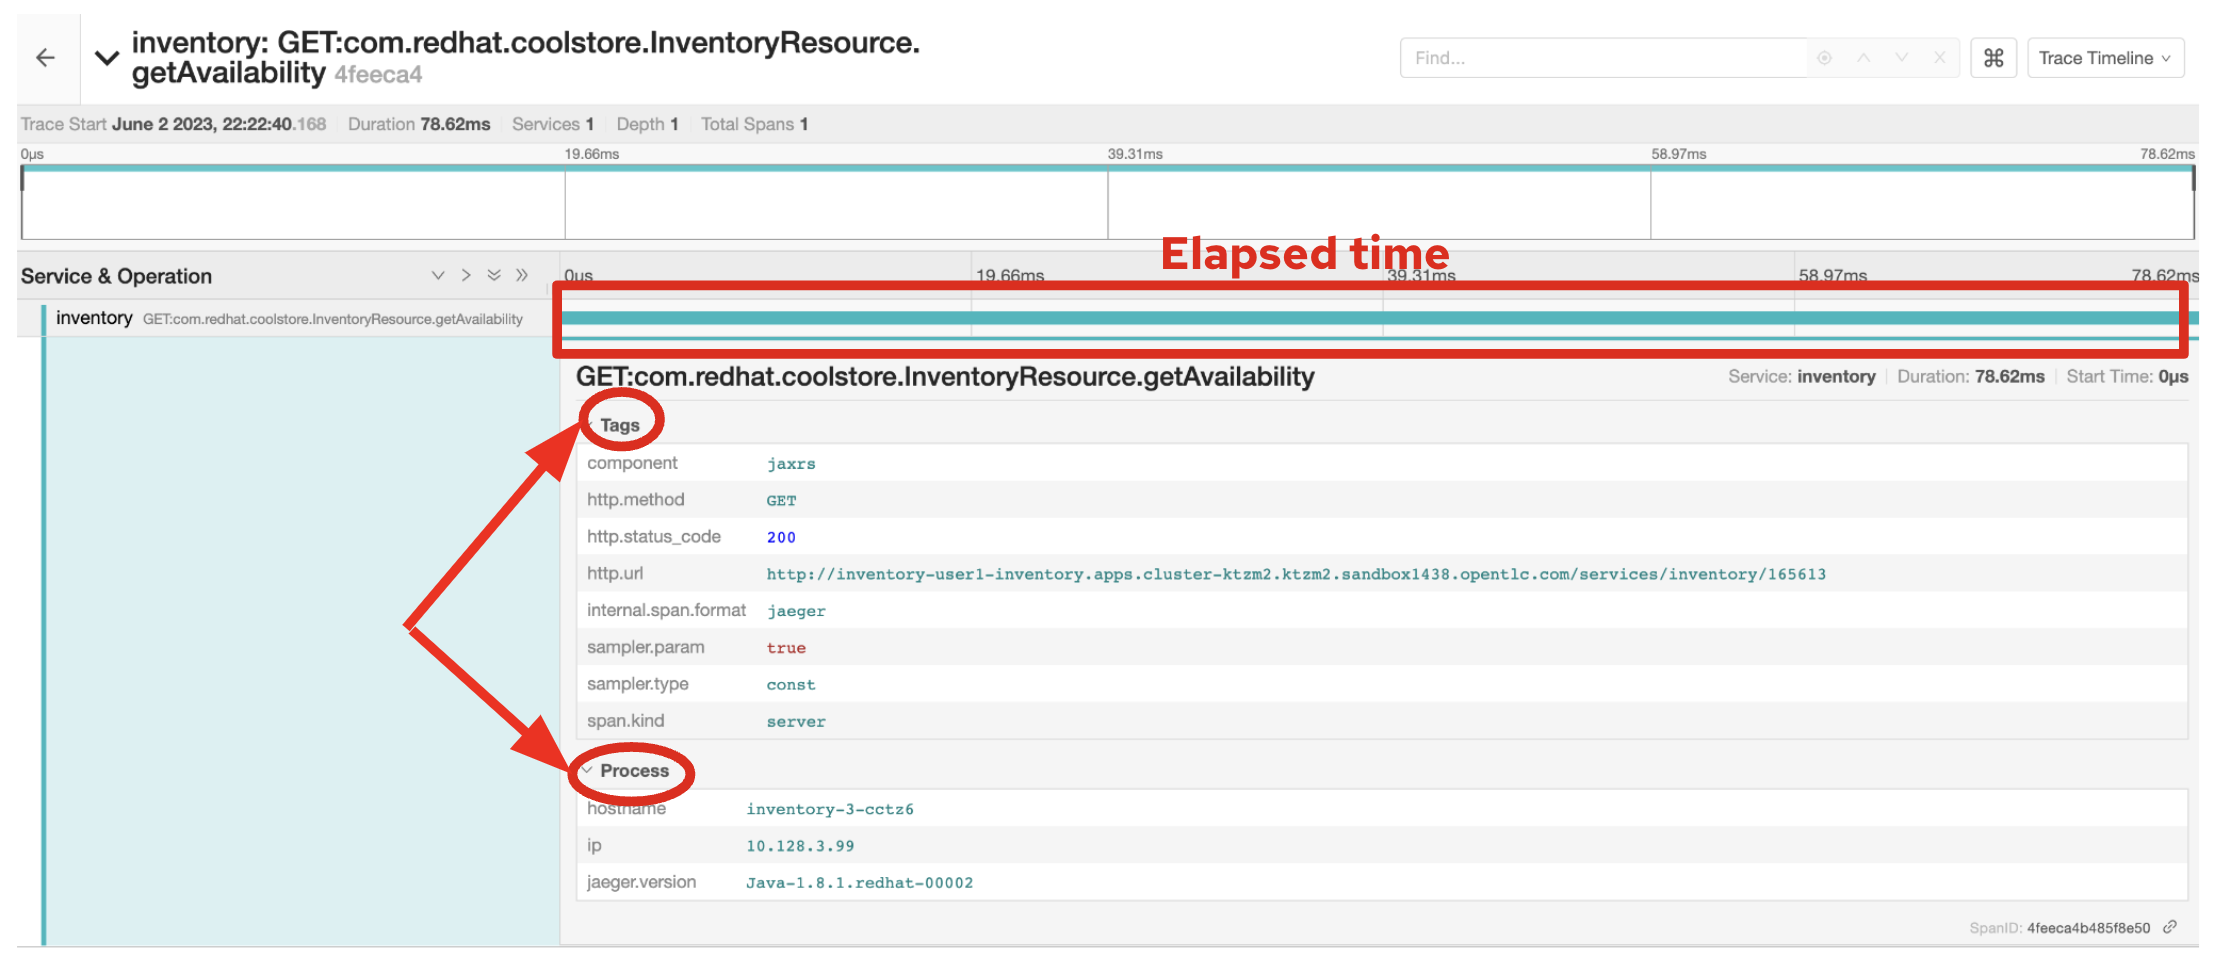 inventory: GET:com.redhat.coolstore.InventoryResource.
getAvailability 4feeca4
Find...
Trace Timeline
Trace Start June 2 2023, 22:22:40.168 Duration 78.62ms Services 1 Depth 1 Total Spans 1
0μs 19.66ms 39.31ms 58.97ms 78.62ms
Elapsed time
Service & Operation 0μs 19.66ms 39.31ms 58.97ms 78.62ms
inventory GET:com.redhat.coolstore.InventoryResource.getAvailability
GET:com.redhat.coolstore.InventoryResource.getAvailability Service: inventory Duration: 78.62ms Start Time: 0μs
Tags
component jaxrs
http.method GET
http.status_code 200
http.url http://inventory-user1-inventory.apps.cluster-ktzm2.ktzm2.sandbox1438.opentlc.com/services/inventory/165613
internal.span.format jaeger
sampler.param true
sampler.type const
span.kind server
Process
hostname inventory-3-cctz6
ip 10.128.3.99
jaeger.version Java-1.8.1.redhat-00002
SpanID: 4feeca4b485f8e50